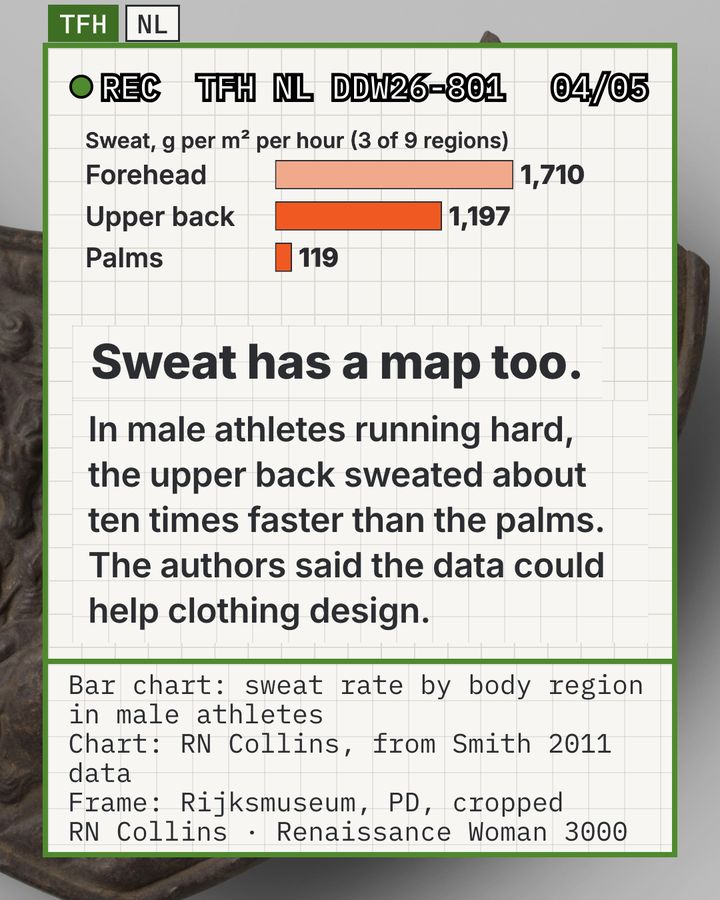 TFH NL
REC TFH NL DDW26-801 04/05
Sweat, g per m² per hour (3 of 9 regions)
Forehead 1,710
Upper back 1,197
Palms 119
Sweat has a map too.
In male athletes running hard,
the upper back sweated about
ten times faster than the palms.
The authors said the data could
help clothing design.
Bar chart: sweat rate by body region
in male athletes
Chart: RN Collins, from Smith 2011
data
Frame: Rijksmuseum, PD, cropped
RN Collins · Renaissance Woman 3000